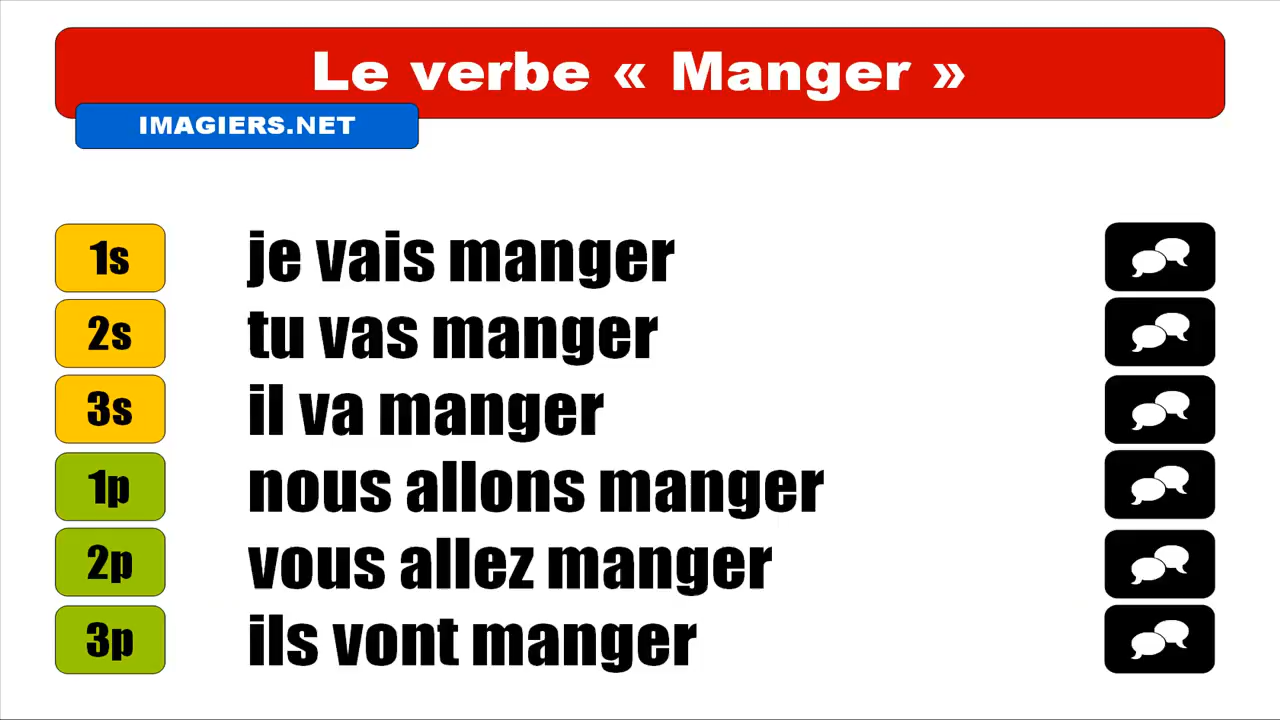 Le verbe « Manger »
IMAGIERS.NET
1s je vais manger
2s tu vas manger
3s il va manger
1p nous allons manger
2p vous allez manger
3p ils vont manger